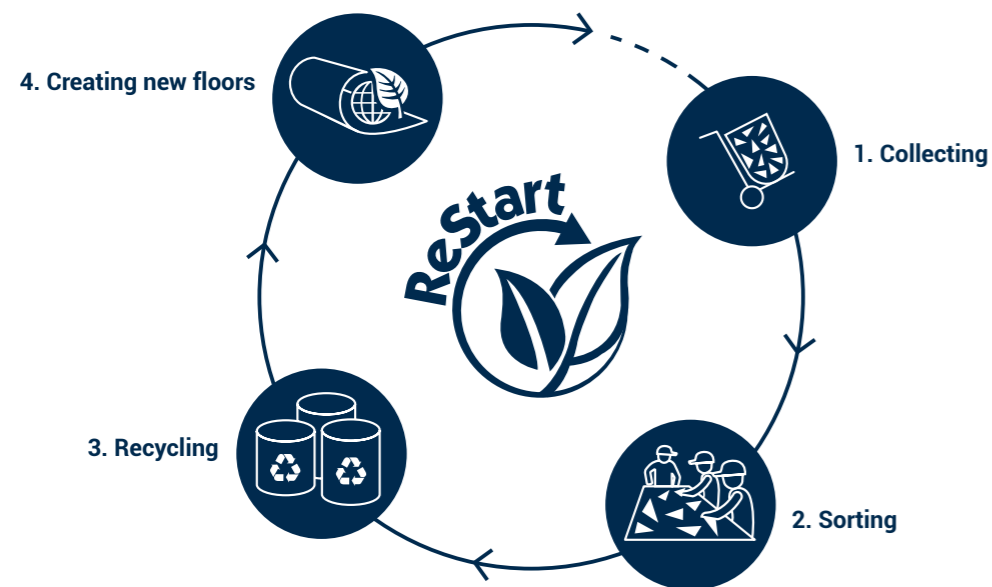 4. Creating new floors
1. Collecting
ReStart
3. Recycling
2. Sorting